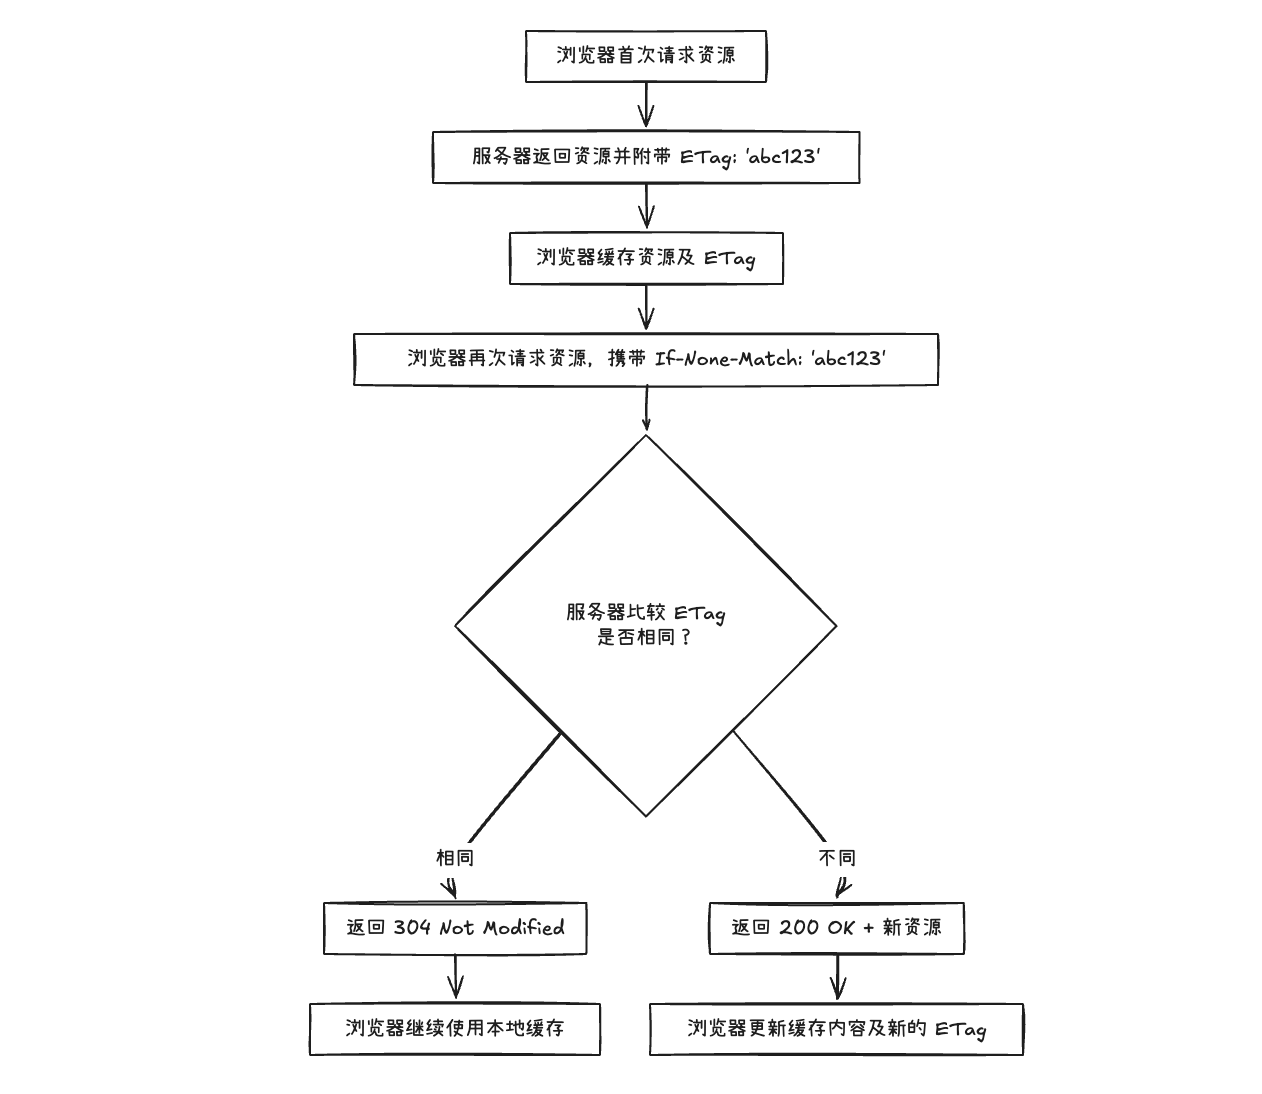 浏览器首次请求资源
服务器返回资源并附带 ETag: 'abc123'
浏览器缓存资源及 ETag
浏览器再次请求资源，携带 If-None-Match: 'abc123'
服务器比较 ETag
是否相同？
相同
不同
返回 304 Not Modified
返回 200 OK + 新资源
浏览器继续使用本地缓存
浏览器更新缓存内容及新的 ETag